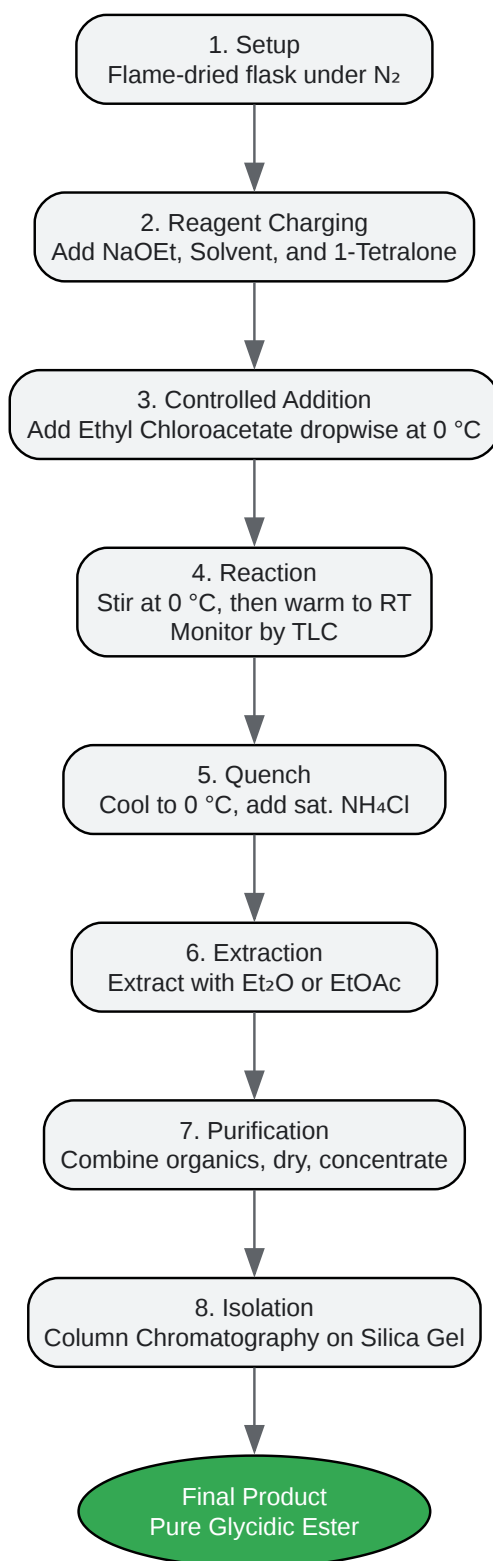 1. Setup
Flame-dried flask under N₂
2. Reagent Charging
Add NaOEt, Solvent, and 1-Tetralone
3. Controlled Addition
Add Ethyl Chloroacetate dropwise at 0 °C
4. Reaction
Stir at 0 °C, then warm to RT
Monitor by TLC
5. Quench
Cool to 0 °C, add sat. NH₄Cl
6. Extraction
Extract with Et₂O or EtOAc
7. Purification
Combine organics, dry, concentrate
8. Isolation
Column Chromatography on Silica Gel
Final Product
Pure Glycidic Ester